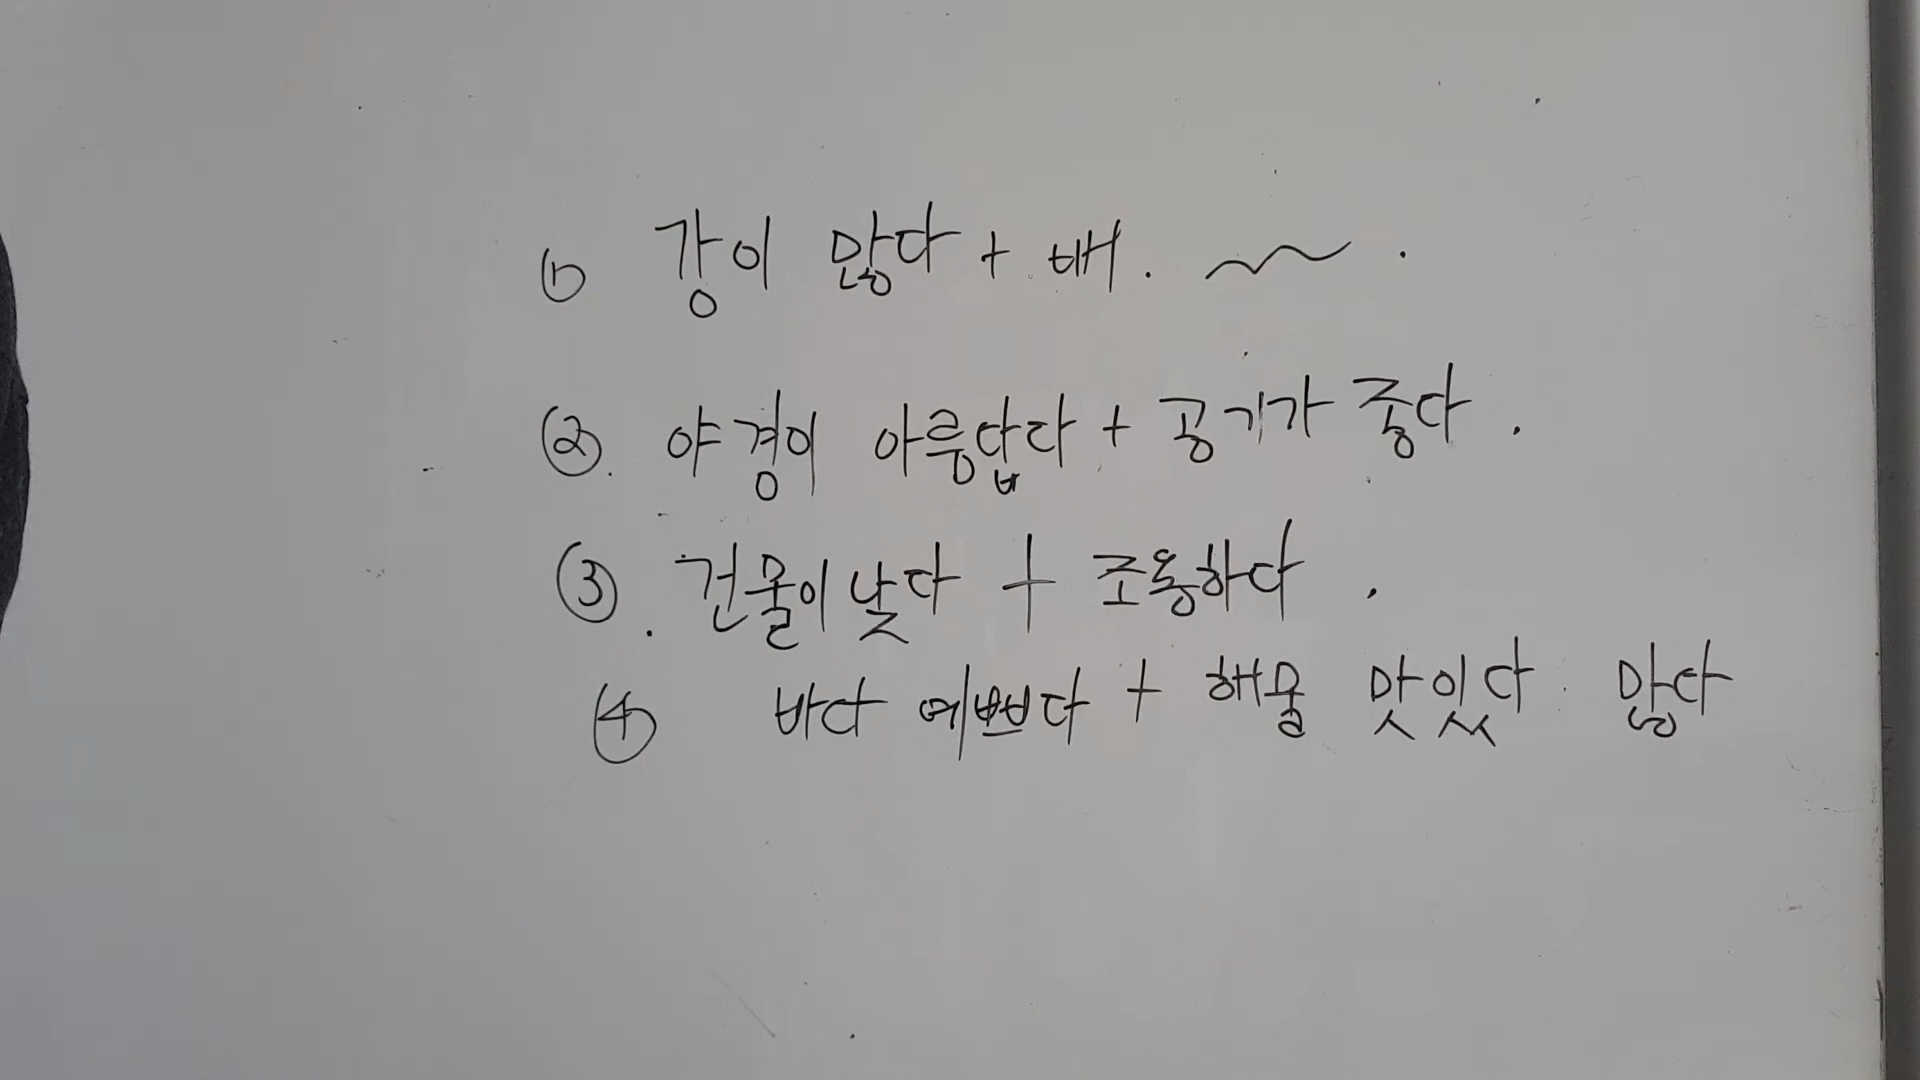 ① 강이 많다 + 배. ~~ .
②. 야경이 아릉답다 + 공기가 좋다.
③. 건물이 낮다 + 조용하다.
④ 바다 예쁘다 + 해물 맛있다. 많다